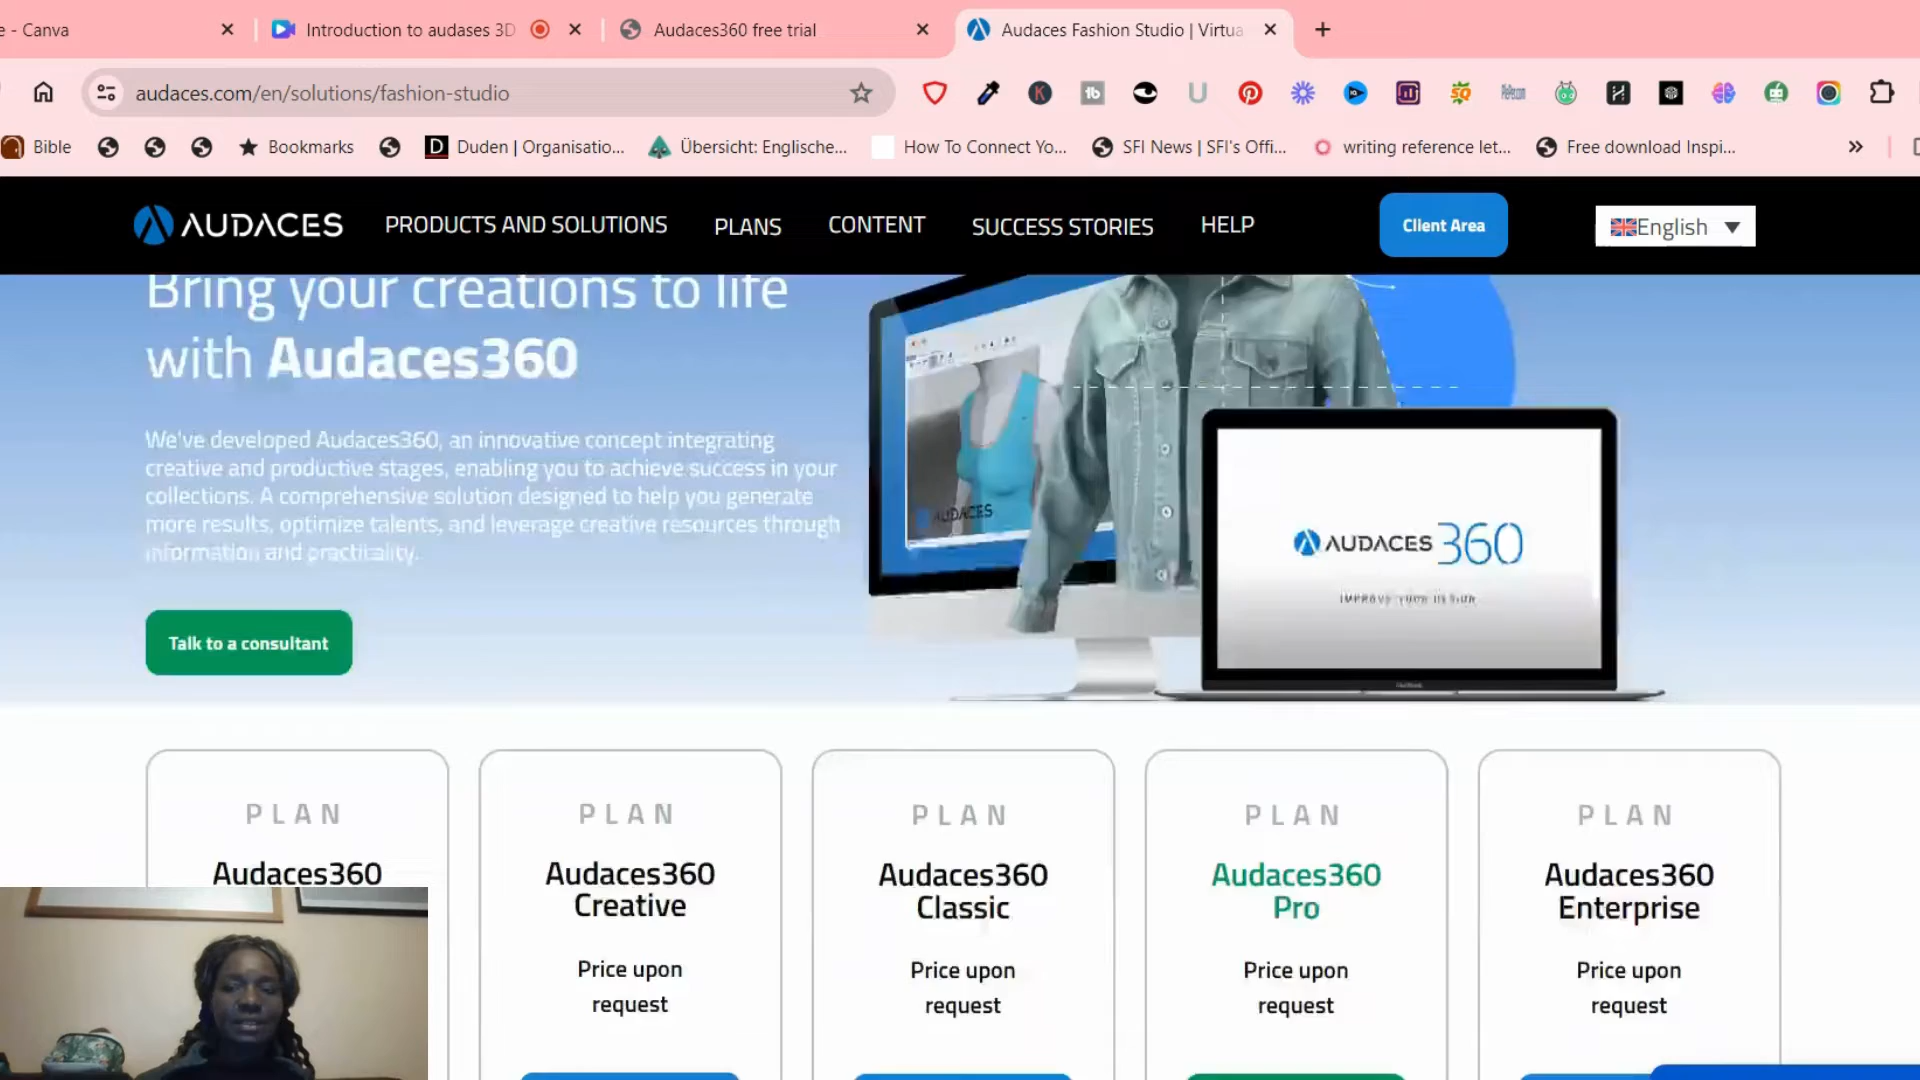 e - Canva
Introduction to audases 3D
Audaces360 free trial
Audaces Fashion Studio | Virtua
audaces.com/en/solutions/fashion-studio
Bible
Bookmarks
Duden | Organisatio...
Übersicht: Englische...
How To Connect Yo...
SFI News | SFI's Offi...
writing reference let...
Free download Inspi...
AUDACES
PRODUCTS AND SOLUTIONS
PLANS
CONTENT
SUCCESS STORIES
HELP
Client Area
English
Bring your creations to life
with Audaces360
We've developed Audaces360, an innovative concept integrating
creative and productive stages, enabling you to achieve success in your
collections. A comprehensive solution designed to help you generate
more results, optimize talents, and leverage creative resources through
information and practicality.
Talk to a consultant
AUDACES
AUDACES 360
IMPROVE YOUR DESIGN
PLAN
Audaces360
PLAN
Audaces360
Creative
Price upon
request
PLAN
Audaces360
Classic
Price upon
request
PLAN
Audaces360
Pro
Price upon
request
PLAN
Audaces360
Enterprise
Price upon
request